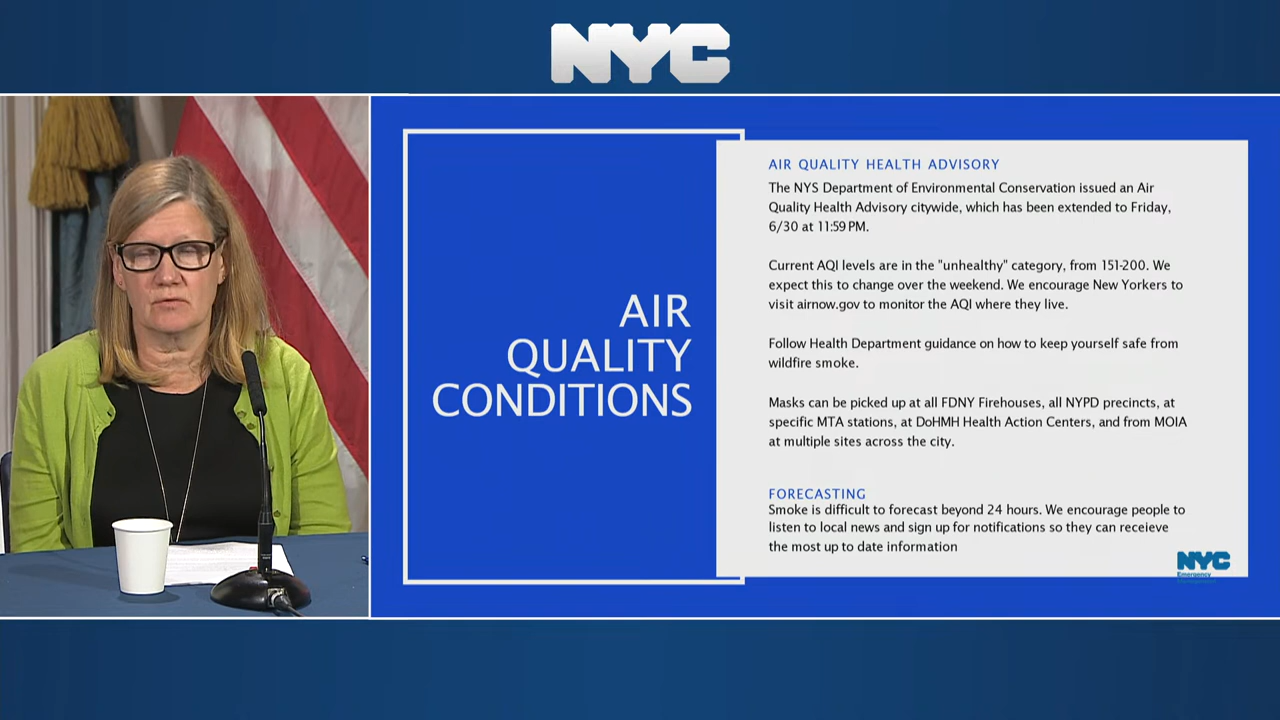 NYC
AIR
QUALITY
CONDITIONS
AIR QUALITY HEALTH ADVISORY
The NYS Department of Environmental Conservation issued an Air
Quality Health Advisory citywide, which has been extended to Friday,
6/30 at 11:59 PM.
Current AQI levels are in the "unhealthy" category, from 151-200. We
expect this to change over the weekend. We encourage New Yorkers to
visit airnow.gov to monitor the AQI where they live.
Follow Health Department guidance on how to keep yourself safe from
wildfire smoke.
Masks can be picked up at all FDNY Firehouses, all NYPD precincts, at
specific MTA stations, at DoHMH Health Action Centers, and from MOIA
at multiple sites across the city.
FORECASTING
Smoke is difficult to forecast beyond 24 hours. We encourage people to
listen to local news and sign up for notifications so they can receieve
the most up to date information
NYC
Emergency